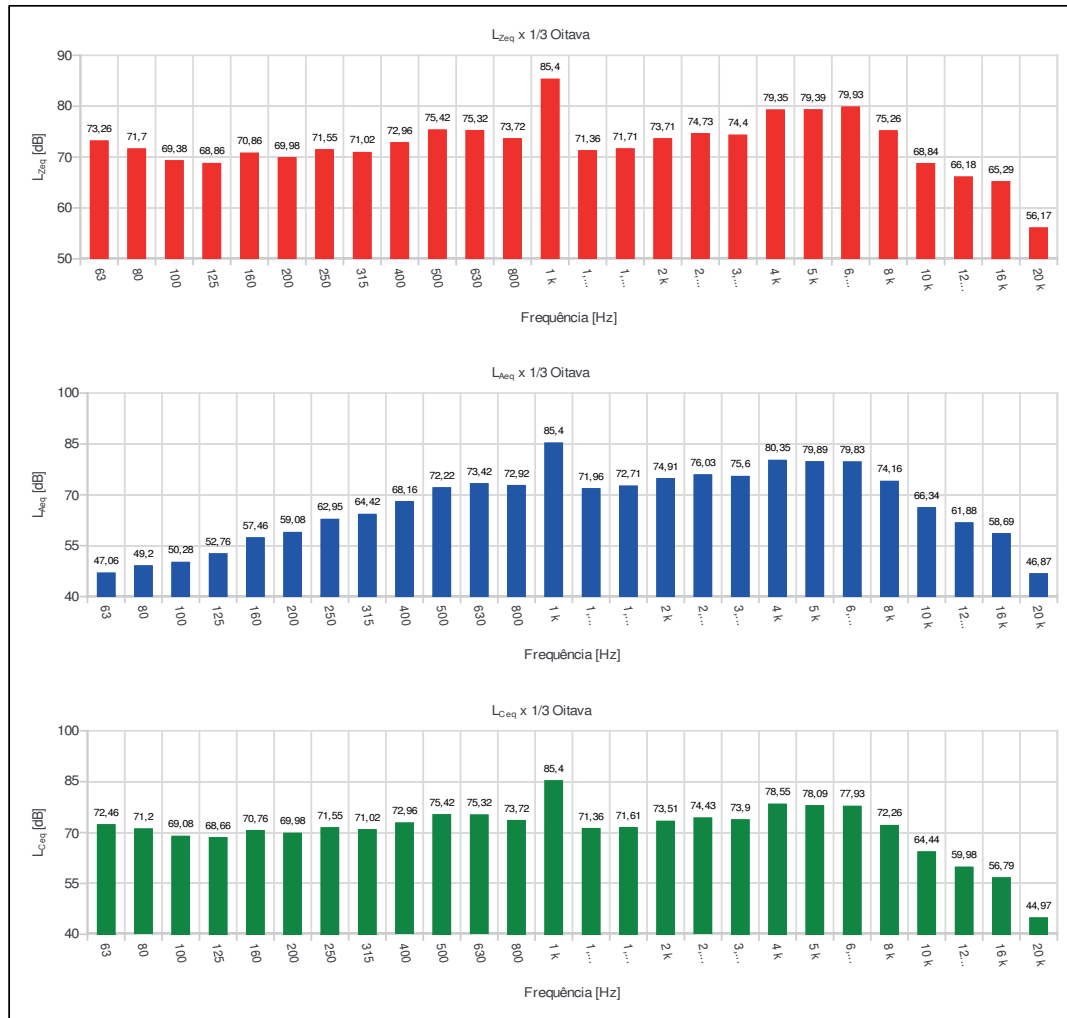 L_Zeq x 1/3 Oitava
90
80
70
60
50
L_Zeq [dB]
73,26 71,7 69,38 68,86 70,86 69,98 71,55 71,02 72,96 75,42 75,32 73,72 85,4 71,36 71,71 73,71 74,73 74,4 79,35 79,39 79,93 75,26 68,84 66,18 65,29 56,17
63 80 100 125 160 200 250 315 400 500 630 800 1 k 1,... 1,... 2 k 2,... 3,... 4 k 5 k 6,... 8 k 10 k 12... 16 k 20 k
Frequência [Hz]
L_Aeq x 1/3 Oitava
100
85
70
55
40
L_Aeq [dB]
47,06 49,2 50,28 52,76 57,46 59,08 62,95 64,42 68,16 72,22 73,42 72,92 85,4 71,96 72,71 74,91 76,03 75,6 80,35 79,89 79,83 74,16 66,34 61,88 58,69 46,87
63 80 100 125 160 200 250 315 400 500 630 800 1 k 1,... 1,... 2 k 2,... 3,... 4 k 5 k 6,... 8 k 10 k 12... 16 k 20 k
Frequência [Hz]
L_Ceq x 1/3 Oitava
100
85
70
55
40
L_Ceq [dB]
72,46 71,2 69,08 68,66 70,76 69,98 71,55 71,02 72,96 75,42 75,32 73,72 85,4 71,36 71,61 73,51 74,43 73,9 78,55 78,09 77,93 72,26 64,44 59,98 56,79 44,97
63 80 100 125 160 200 250 315 400 500 630 800 1 k 1,... 1,... 2 k 2,... 3,... 4 k 5 k 6,... 8 k 10 k 12... 16 k 20 k
Frequência [Hz]